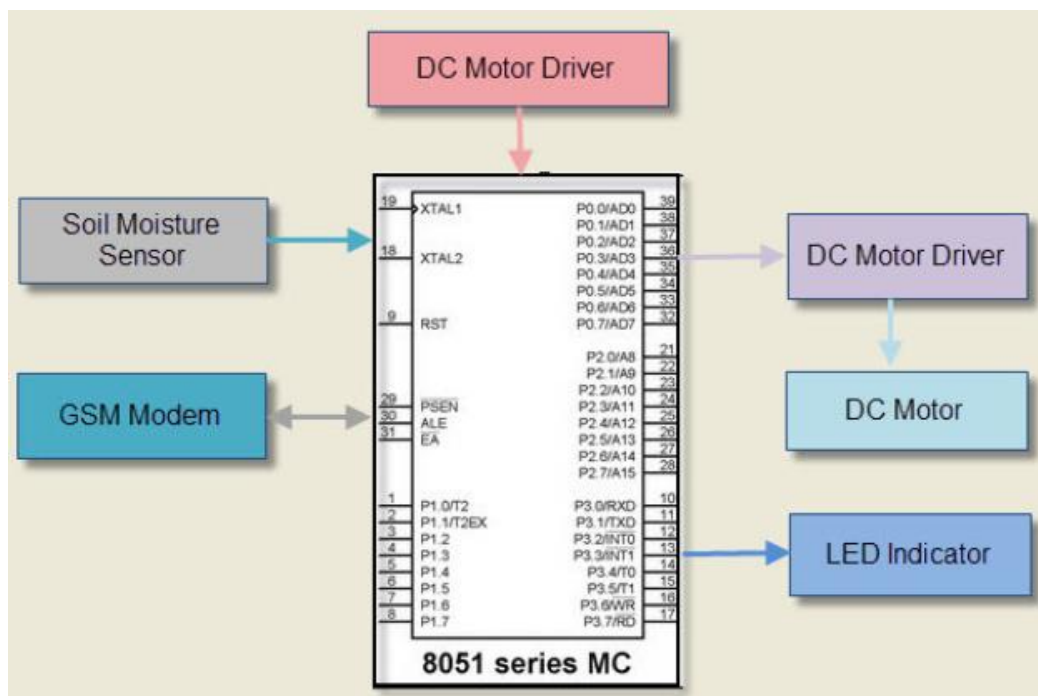 DC Motor Driver
Soil Moisture
Sensor
GSM Modem
19 XTAL1
18 XTAL2
9 RST
29 PSEN
30 ALE
31 EA
1 P1.0/T2
2 P1.1/T2EX
3 P1.2
4 P1.3
5 P1.4
6 P1.5
7 P1.6
8 P1.7
P0.0/AD0 39
P0.1/AD1 38
P0.2/AD2 37
P0.3/AD3 36
P0.4/AD4 35
P0.5/AD5 34
P0.6/AD6 33
P0.7/AD7 32
P2.0/A8 21
P2.1/A9 22
P2.2/A10 23
P2.3/A11 24
P2.4/A12 25
P2.5/A13 26
P2.6/A14 27
P2.7/A15 28
P3.0/RXD 10
P3.1/TXD 11
P3.2/INT0 12
P3.3/INT1 13
P3.4/T0 14
P3.5/T1 15
P3.6/WR 16
P3.7/RD 17
8051 series MC
DC Motor Driver
DC Motor
LED Indicator